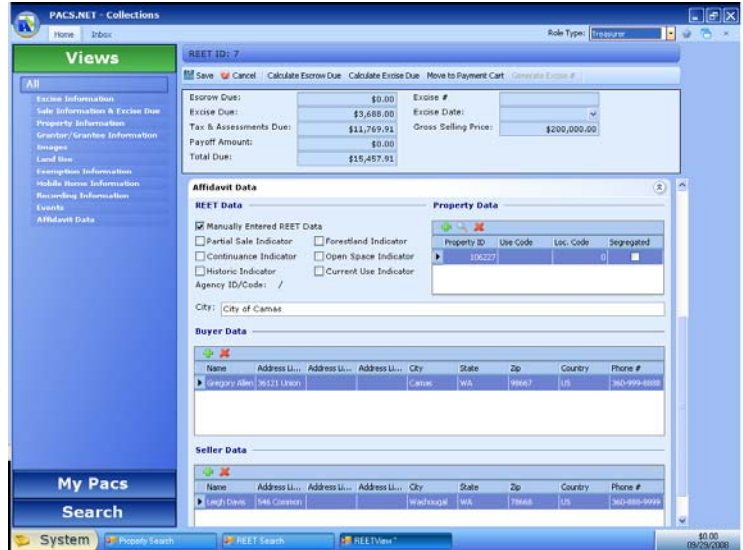 PACS.NET - Collections
Home Inbox Role Type: Treasurer
Views
REET ID: 7
Save Cancel Calculate Escrow Due Calculate Excise Due Move to Payment Cart Generate Excise #
All
Excise Information
Sale Information & Excise Due
Property Information
Grantor/Grantee Information
Images
Land Use
Exemption Information
Mobile Home Information
Recording Information
Events
Affidavit Data
Escrow Due: $0.00 Excise #
Excise Due: $3,688.00 Excise Date:
Tax & Assessments Due: $11,769.91 Gross Selling Price: $200,000.00
Payoff Amount: $0.00
Total Due: $15,457.91
Affidavit Data
REET Data Property Data
Manually Entered REET Data
Partial Sale Indicator Forestland Indicator
Continuance Indicator Open Space Indicator
Historic Indicator Current Use Indicator
Agency ID/Code: /
Property ID Use Code Loc. Code Segregated
106227 0
City: City of Camas
Buyer Data
Name Address Li... Address Li... Address Li... City State Zip Country Phone #
Gregory Allen 36121 Union Camas WA 98667 US 360-999-8888
Seller Data
Name Address Li... Address Li... Address Li... City State Zip Country Phone #
Leigh Davis 546 Common Washougal WA 78668 US 360-888-9999
My Pacs
Search
System Property Search REET Search REETView * $0.00
09/29/2008